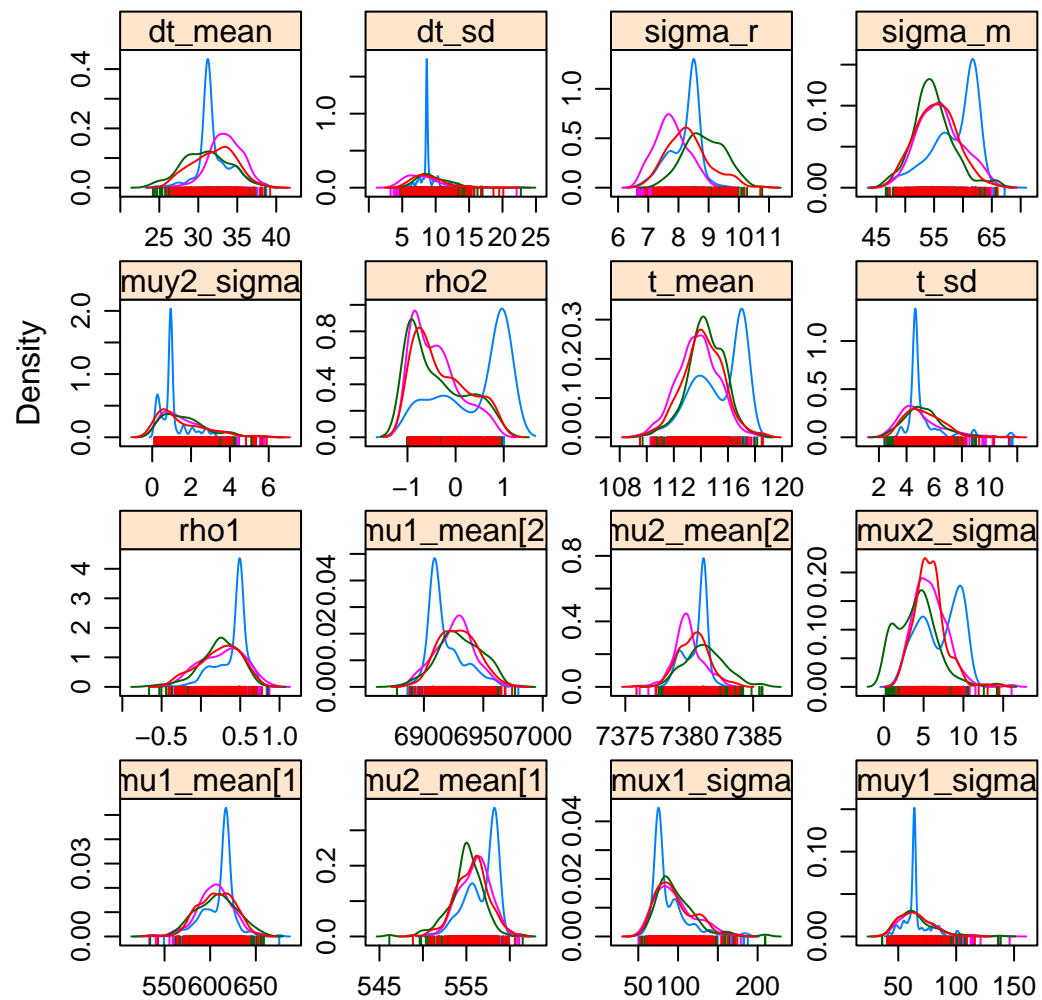 dt_mean
dt_sd
sigma_r
sigma_m
0.0 0.2 0.4
0.0 1.0
0.0 0.5 1.0
0.00 0.10
25 30 35 40
5 10 15 20 25
6 7 8 9 10 11
45 55 65
muy2_sigma
rho2
t_mean
t_sd
0.0 1.0 2.0
0.0 0.4 0.8
0.0 0.1 0.2 0.3
0.0 0.5 1.0
0 2 4 6
−1 0 1
108 112 116 120
2 4 6 8 10
Density
rho1
mu1_mean[2
mu2_mean[2
mux2_sigma
0 1 2 3 4
0.00 0.02 0.04
0.0 0.4 0.8
0.00 0.10 0.20
−0.5 0.5 1.0
6900 6950 7000
7375 7380 7385
0 5 10 15
mu1_mean[1
mu2_mean[1
mux1_sigma
muy1_sigma
0.00 0.03
0.0 0.2
0.00 0.02 0.04
0.00 0.10
550 600 650
545 555
50 100 200
50 100 150